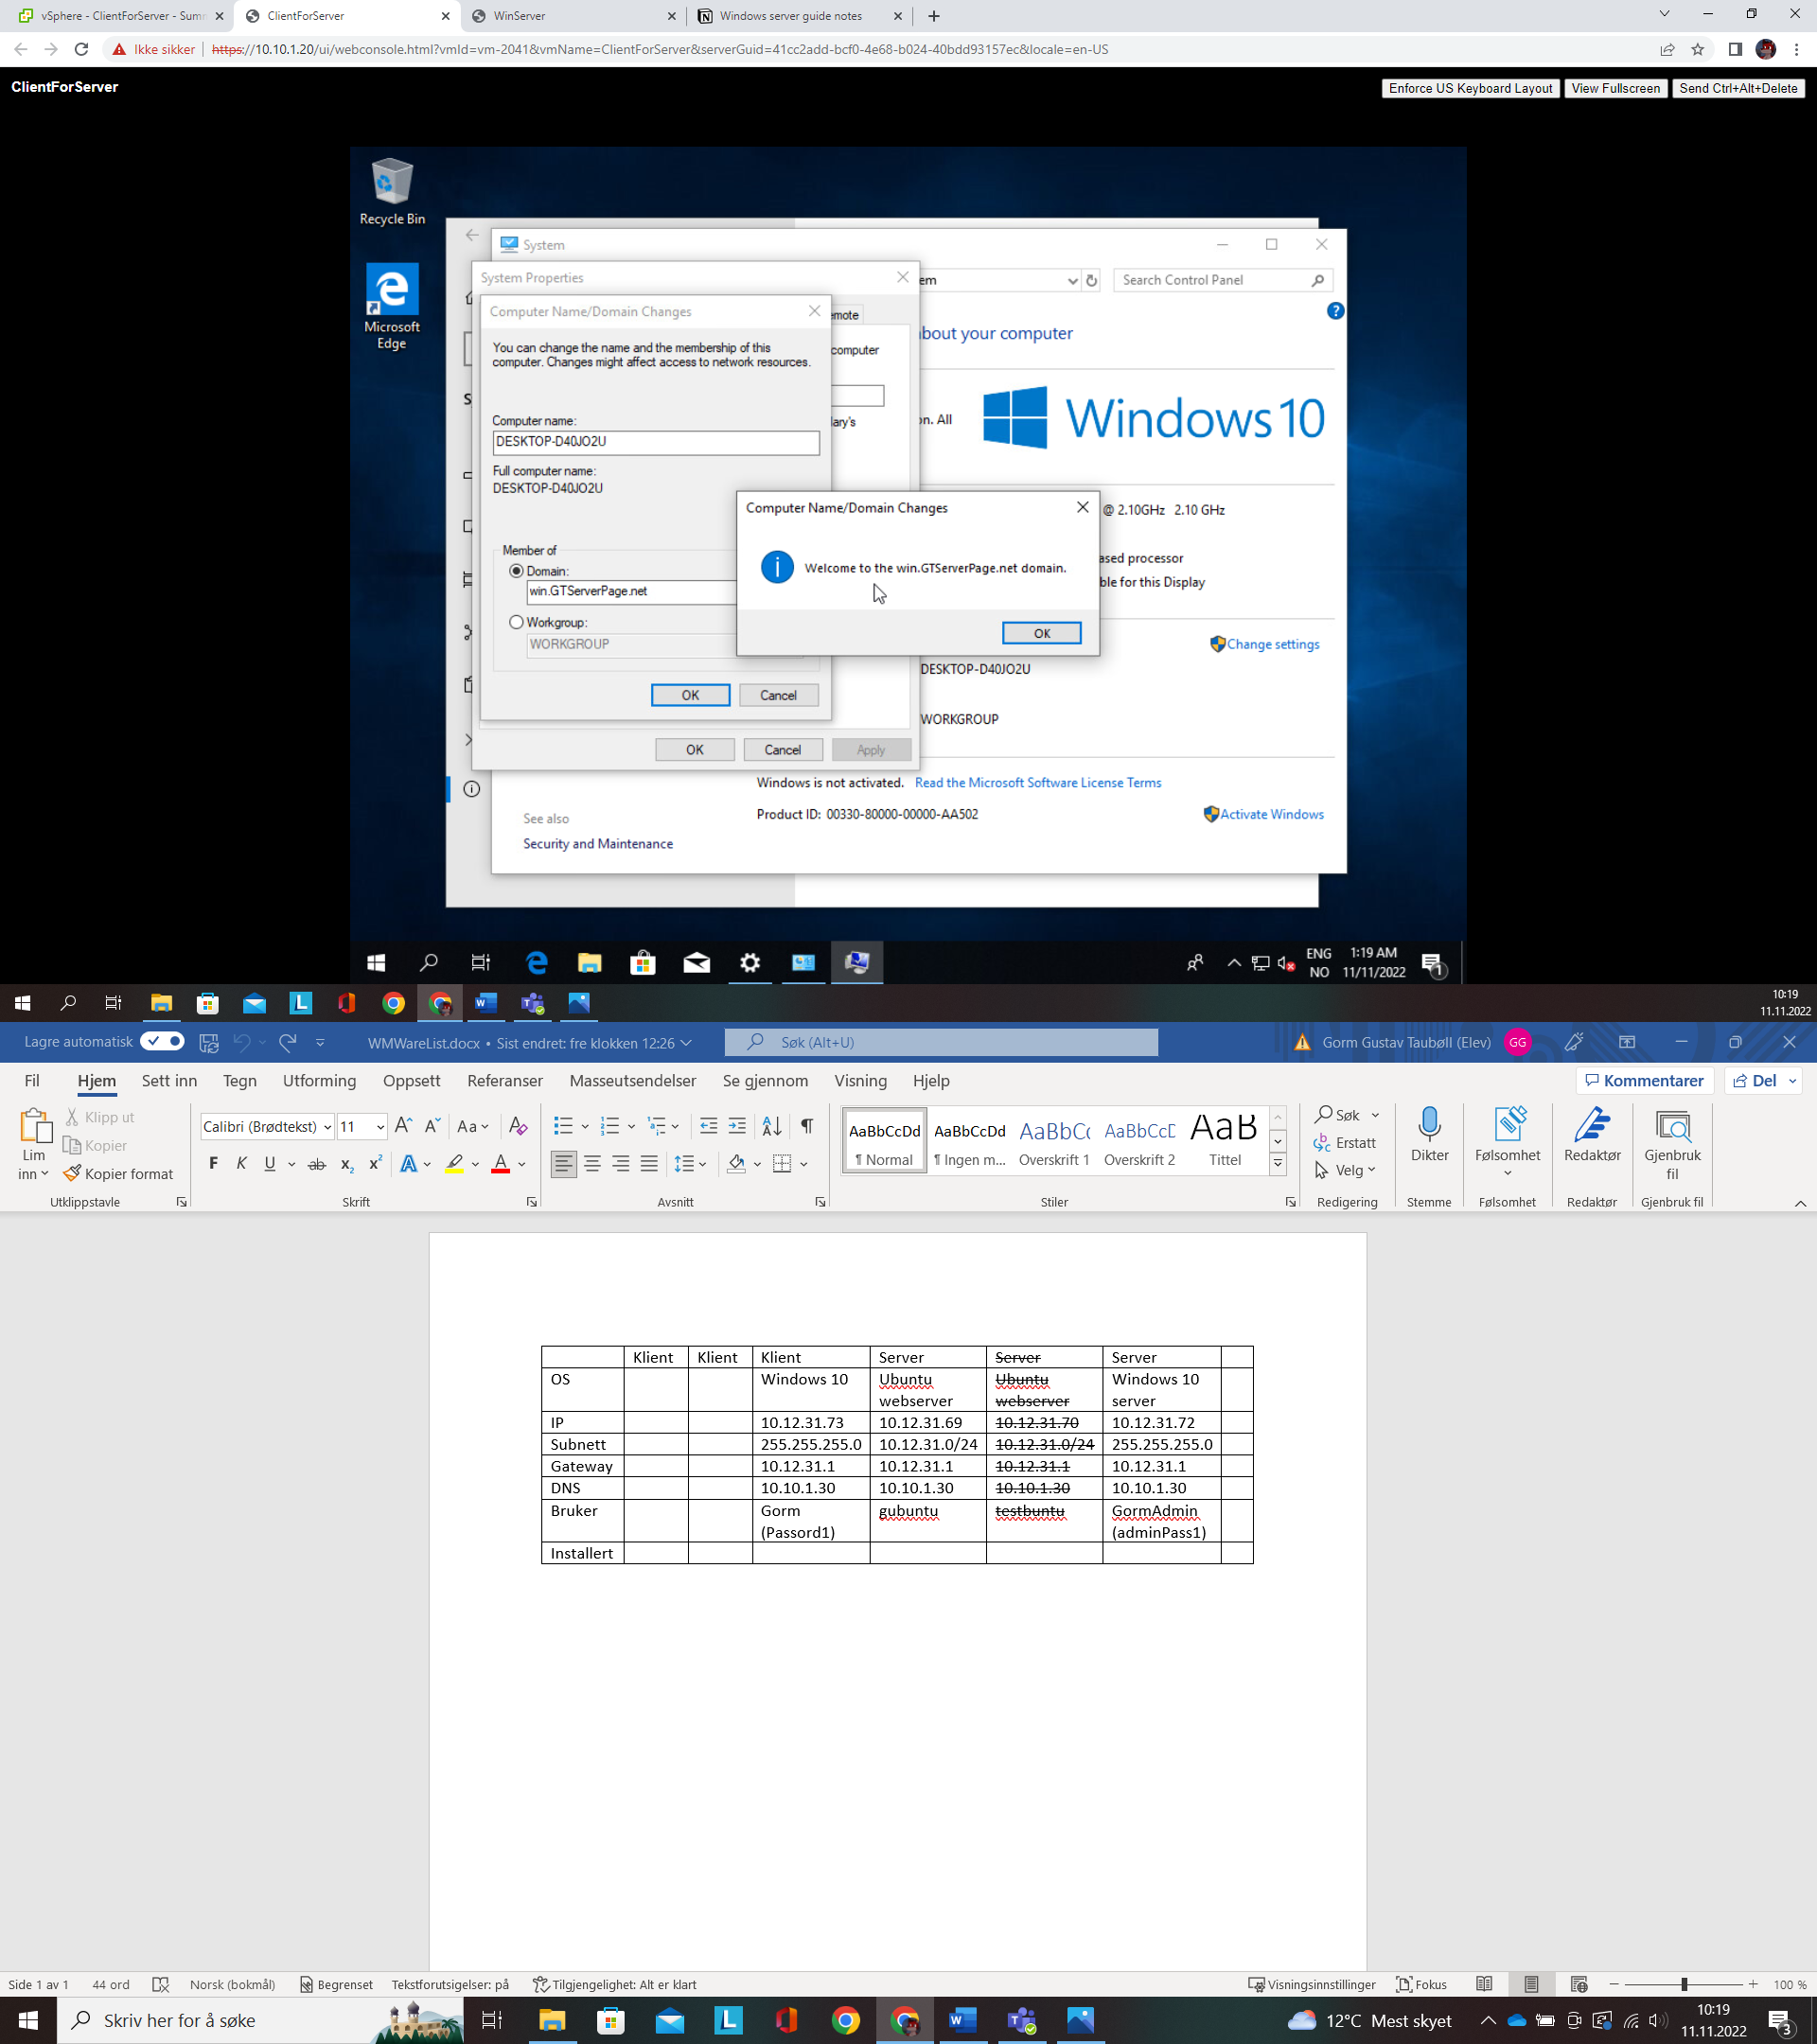 vSphere - ClientForServer - Sum
ClientForServer
WinServer
Windows server guide notes
Ikke sikker
https://10.10.1.20/ui/webconsole.html?vmId=vm-2041&vmName=ClientForServer&serverGuid=41cc2add-bcf0-4e68-b024-40bdd93157ec&locale=en-US
ClientForServer
Enforce US Keyboard Layout
View Fullscreen
Send Ctrl+Alt+Delete
Recycle Bin
Microsoft
Edge
System
em
Search Control Panel
System Properties
emote
computer
lary's
Computer Name/Domain Changes
You can change the name and the membership of this
computer. Changes might affect access to network resources.
Computer name:
DESKTOP-D40JO2U
Full computer name:
DESKTOP-D40JO2U
Member of
Domain:
win.GTServerPage.net
Workgroup:
WORKGROUP
OK
Cancel
OK
Cancel
Apply
bout your computer
on. All
Windows 10
@ 2.10GHz 2.10 GHz
ased processor
ble for this Display
Computer Name/Domain Changes
Welcome to the win.GTServerPage.net domain.
OK
Change settings
DESKTOP-D40JO2U
WORKGROUP
Windows is not activated. Read the Microsoft Software License Terms
Product ID: 00330-80000-00000-AA502
Activate Windows
See also
Security and Maintenance
ENG
NO
1:19 AM
11/11/2022
1
10:19
11.11.2022
Lagre automatisk
WMWareList.docx • Sist endret: fre klokken 12:26
Søk (Alt+U)
Gorm Gustav Taubøll (Elev)
GG
Fil
Hjem
Sett inn
Tegn
Utforming
Oppsett
Referanser
Masseutsendelser
Se gjennom
Visning
Hjelp
Kommentarer
Del
Lim
inn
Klipp ut
Kopier
Kopier format
Utklippstavle
Calibri (Brødtekst)
11
Skrift
Avsnitt
AaBbCcDd
¶ Normal
AaBbCcDd
¶ Ingen m...
AaBbC
Overskrift 1
AaBbCcE
Overskrift 2
AaB
Tittel
Stiler
Søk
Erstatt
Velg
Redigering
Dikter
Stemme
Følsomhet
Følsomhet
Redaktør
Redaktør
Gjenbruk
fil
Gjenbruk fil
Klient Klient Klient Server Server Server
OS Windows 10 Ubuntu webserver Ubuntu webserver Windows 10 server
IP 10.12.31.73 10.12.31.69 10.12.31.70 10.12.31.72
Subnett 255.255.255.0 10.12.31.0/24 10.12.31.0/24 255.255.255.0
Gateway 10.12.31.1 10.12.31.1 10.12.31.1 10.12.31.1
DNS 10.10.1.30 10.10.1.30 10.10.1.30 10.10.1.30
Bruker Gorm (Passord1) gubuntu testbuntu GormAdmin (adminPass1)
Installert
Side 1 av 1
44 ord
Norsk (bokmål)
Begrenset
Tekstforutsigelser: på
Tilgjengelighet: Alt er klart
Visningsinnstillinger
Fokus
100 %
Skriv her for å søke
12°C Mest skyet
10:19
11.11.2022
3